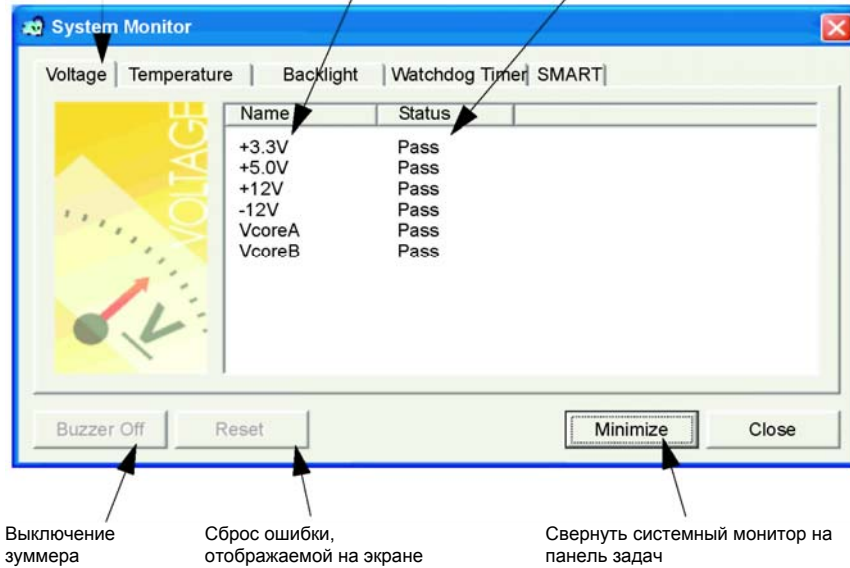 System Monitor
Voltage Temperature Backlight Watchdog Timer SMART
VOLTAGE
Name Status
+3.3V Pass
+5.0V Pass
+12V Pass
-12V Pass
VcoreA Pass
VcoreB Pass
V
Buzzer Off Reset Minimize Close
Выключение
зуммера
Сброс ошибки,
отображаемой на экране
Свернуть системный монитор на
панель задач